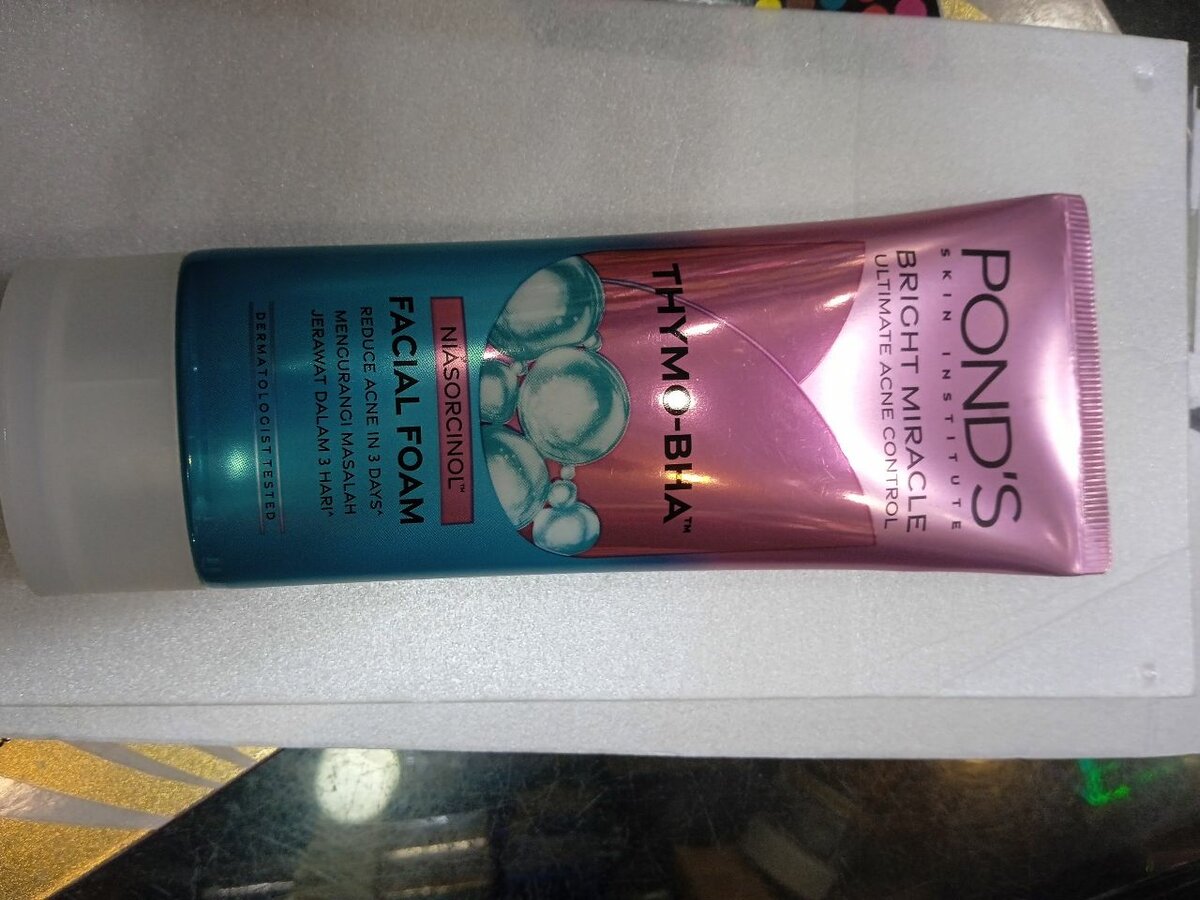 POND'S
SKIN INSTITUTE
BRIGHT MIRACLE
ULTIMATE ACNE CONTROL
THYMO-BHA™
NIASORCINOL™
FACIAL FOAM
REDUCE ACNE IN 3 DAYS^
MENGURANGI MASALAH
JERAWAT DALAM 3 HARI^
DERMATOLOGIST TESTED